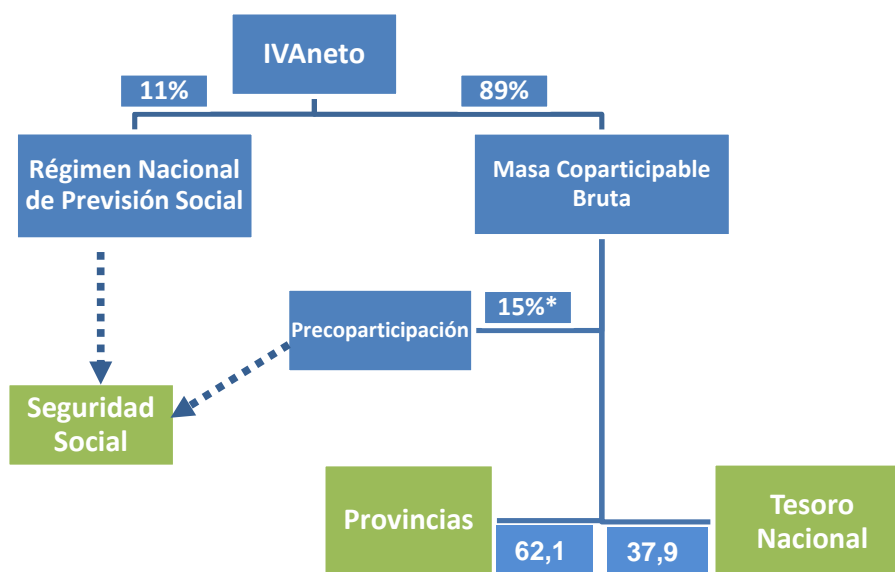 IVAneto
11%
89%
Régimen Nacional
de Previsión Social
Masa Coparticipable
Bruta
15%*
Precoparticipación
Seguridad
Social
Provincias
Tesoro
Nacional
62,1
37,9